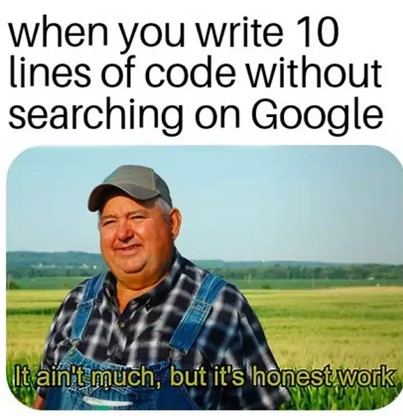 when you write 10
lines of code without
searching on Google
It ain't much, but it's honest work